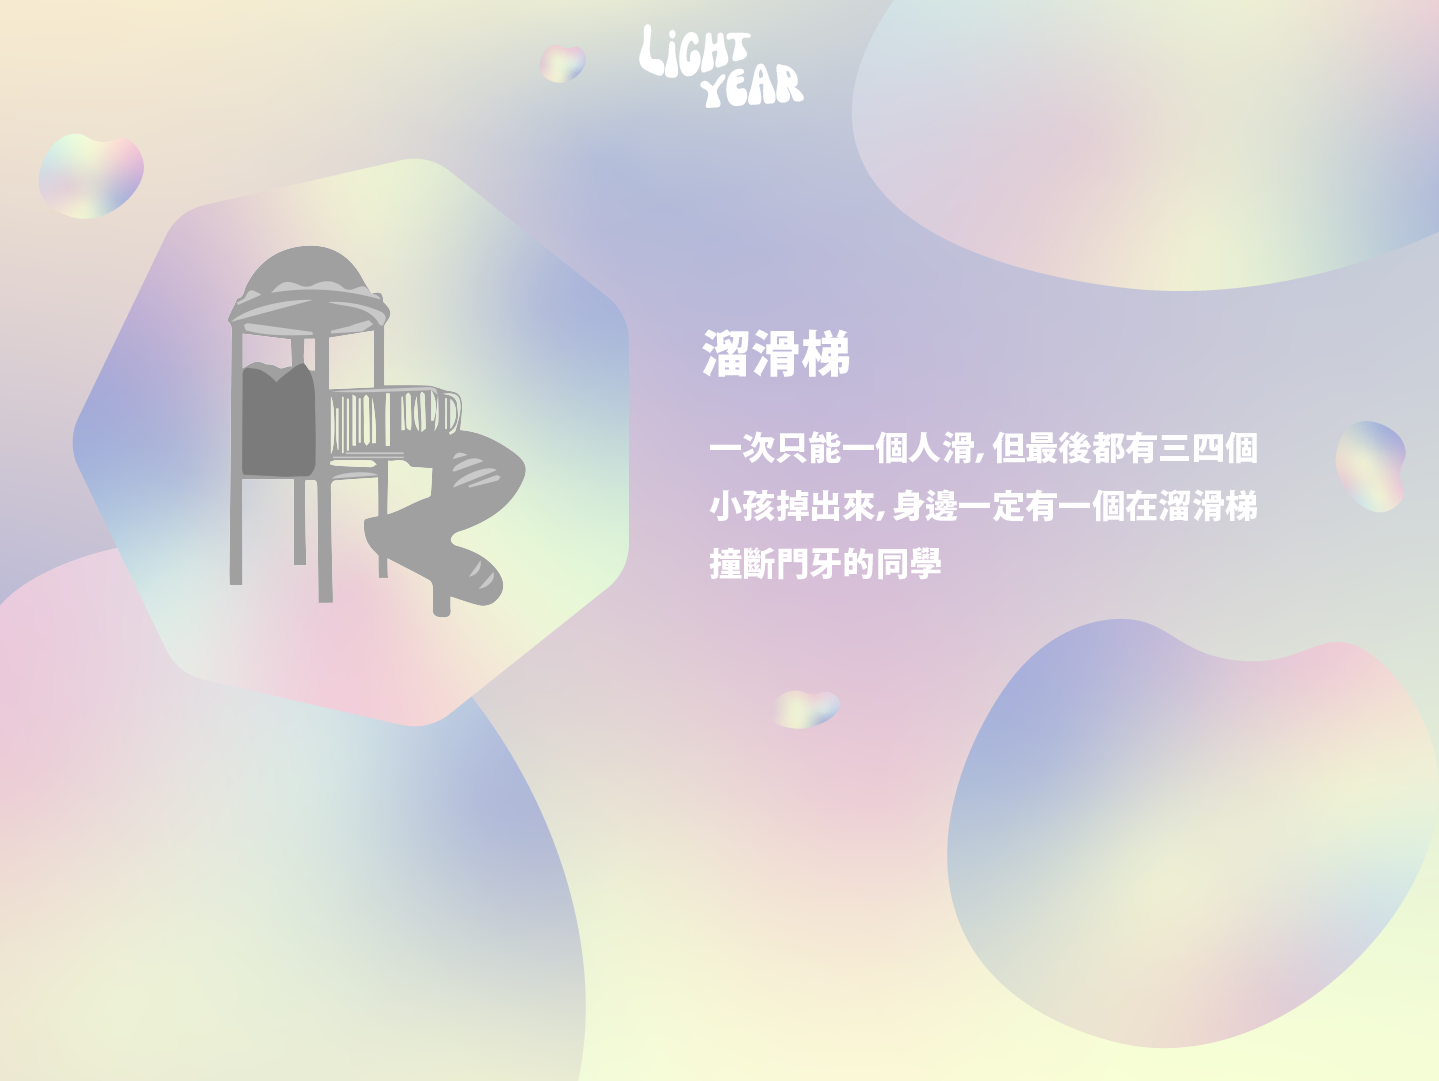 LiGHT
YEAR
溜滑梯
一次只能一個人滑, 但最後都有三四個
小孩掉出來, 身邊一定有一個在溜滑梯
撞斷門牙的同學